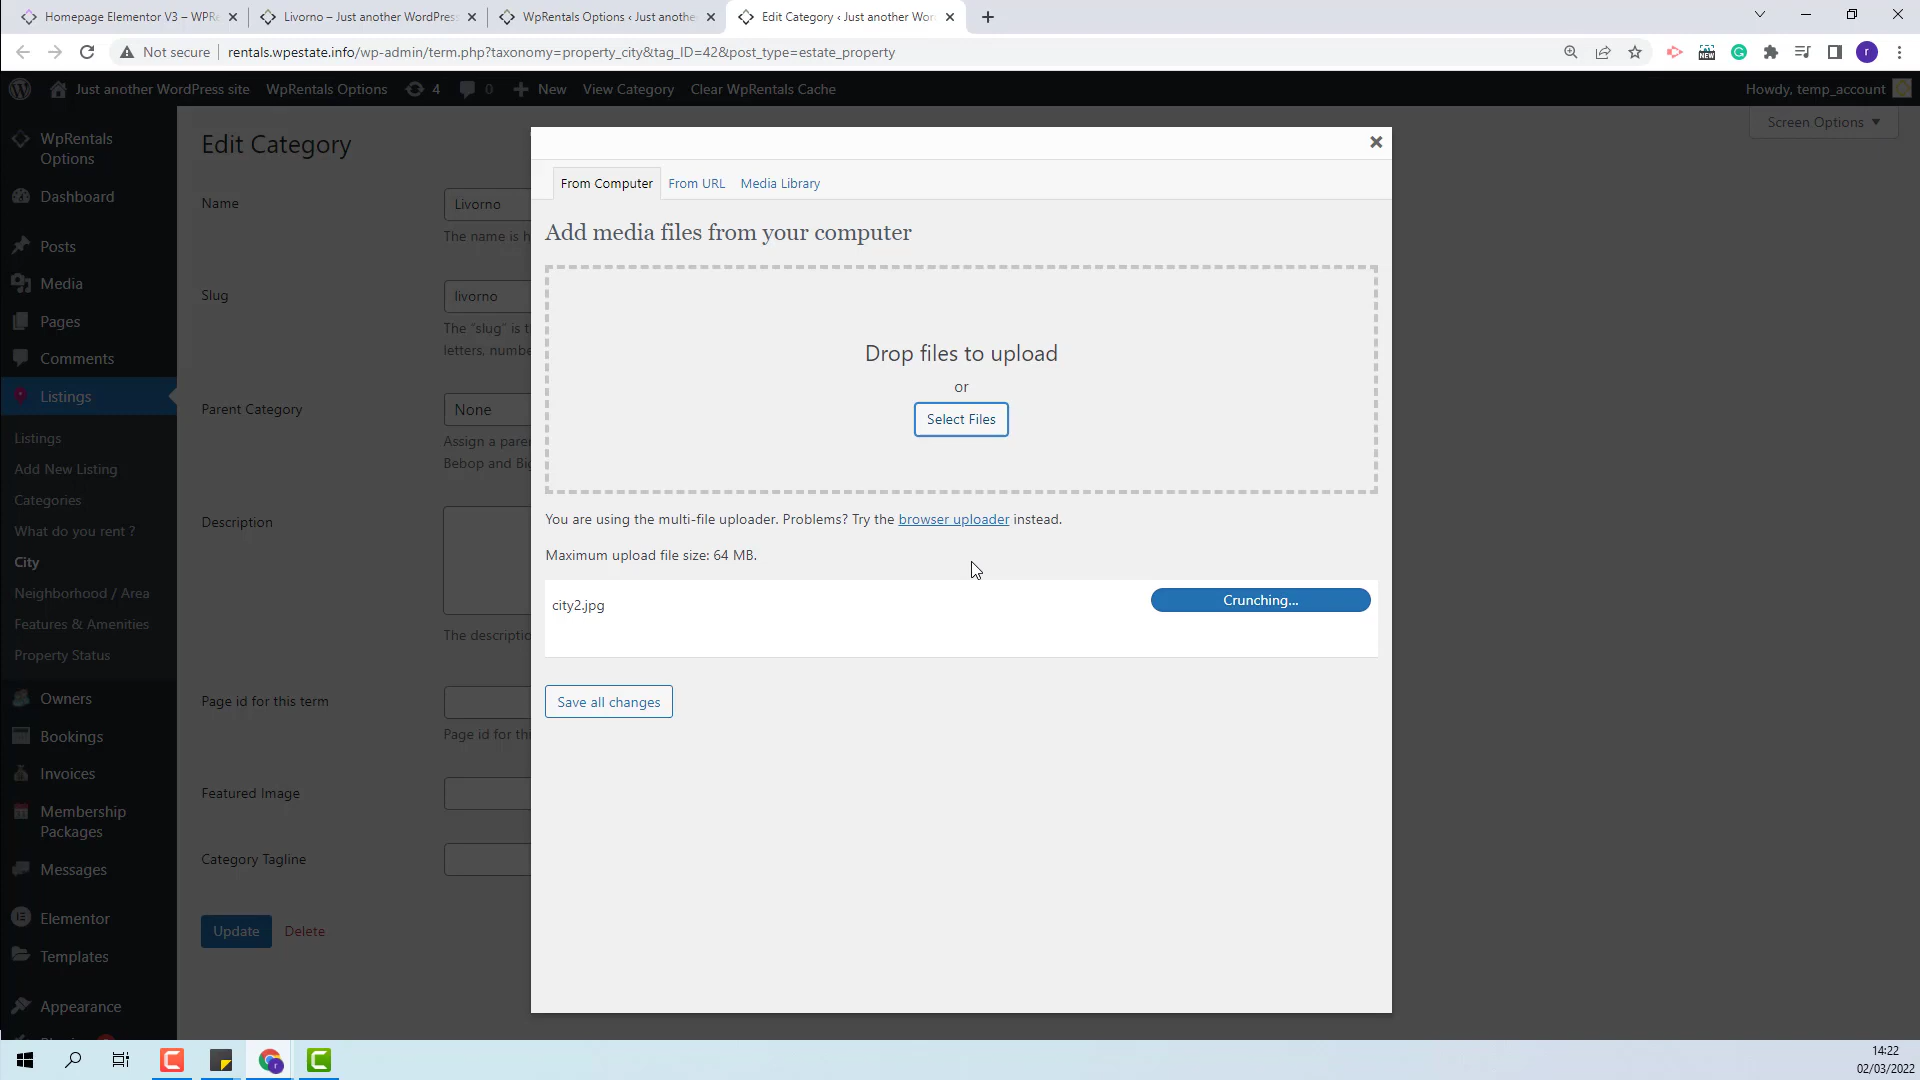 Homepage Elementor V3 – WPRe
Livorno – Just another WordPress
WpRentals Options ‹ Just anothe
Edit Category ‹ Just another Wor
Not secure
rentals.wpestate.info/wp-admin/term.php?taxonomy=property_city&tag_ID=42&post_type=estate_property
NEW
r
Just another WordPress site
WpRentals Options
4
0
New
View Category
Clear WpRentals Cache
Howdy, temp_account
Screen Options
WpRentals
Options
Dashboard
Posts
Media
Pages
Comments
Listings
Listings
Add New Listing
Categories
What do you rent ?
City
Neighborhood / Area
Features & Amenities
Property Status
Owners
Bookings
Invoices
Membership
Packages
Messages
Elementor
Templates
Appearance
Edit Category
Name
Livorno
The name is h
Slug
livorno
The "slug" is t
letters, numbe
Parent Category
None
Assign a paren
Bebop and Big
Description
The descriptio
Page id for this term
Page id for thi
Featured Image
Category Tagline
Update
Delete
From Computer
From URL
Media Library
Add media files from your computer
Drop files to upload
or
Select Files
You are using the multi-file uploader. Problems? Try the browser uploader instead.
Maximum upload file size: 64 MB.
city2.jpg
Crunching...
Save all changes
14:22
02/03/2022